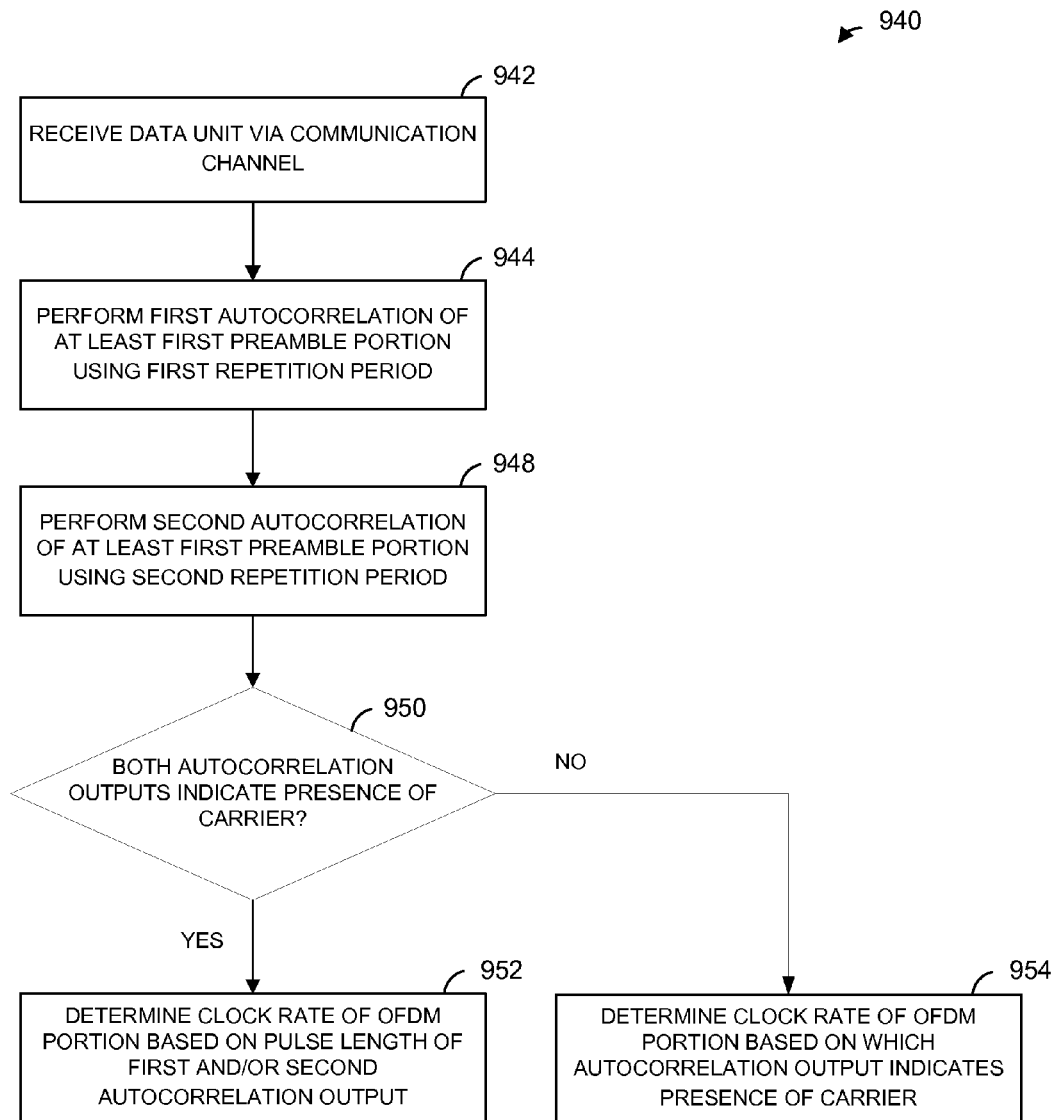 940
942
RECEIVE DATA UNIT VIA COMMUNICATION
CHANNEL
944
PERFORM FIRST AUTOCORRELATION OF
AT LEAST FIRST PREAMBLE PORTION
USING FIRST REPETITION PERIOD
948
PERFORM SECOND AUTOCORRELATION
OF AT LEAST FIRST PREAMBLE PORTION
USING SECOND REPETITION PERIOD
950
BOTH AUTOCORRELATION
OUTPUTS INDICATE PRESENCE OF
CARRIER?
NO
YES
952
DETERMINE CLOCK RATE OF OFDM
PORTION BASED ON PULSE LENGTH OF
FIRST AND/OR SECOND
AUTOCORRELATION OUTPUT
954
DETERMINE CLOCK RATE OF OFDM
PORTION BASED ON WHICH
AUTOCORRELATION OUTPUT INDICATES
PRESENCE OF CARRIER